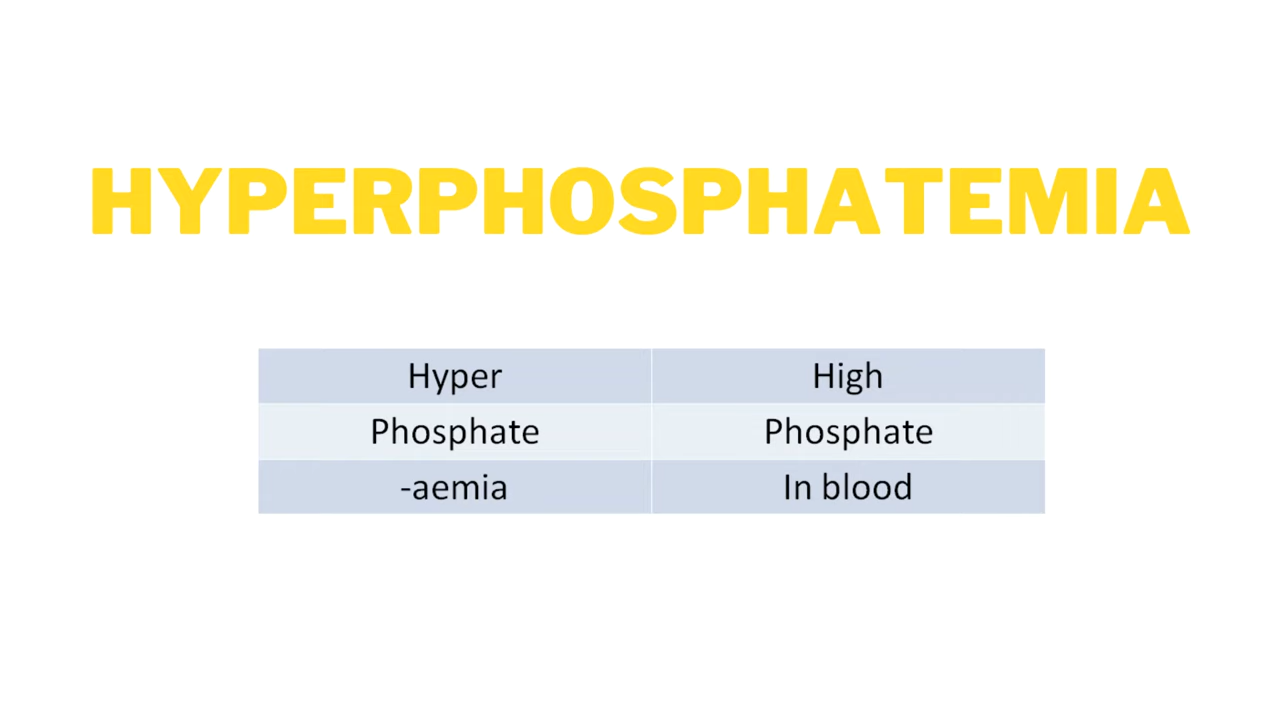 HYPERPHOSPHATEMIA
Hyper High
Phosphate Phosphate
-aemia In blood